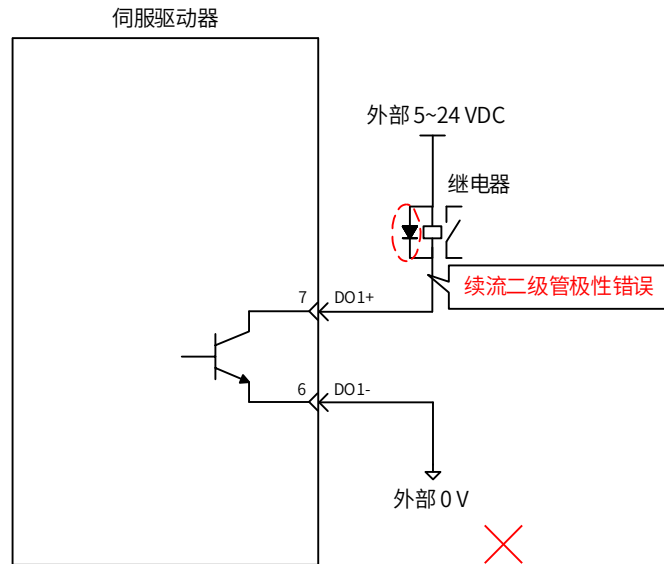 伺服驱动器
外部 5~24 VDC
继电器
续流二级管极性错误
7 DO1+
6 DO1-
外部 0 V